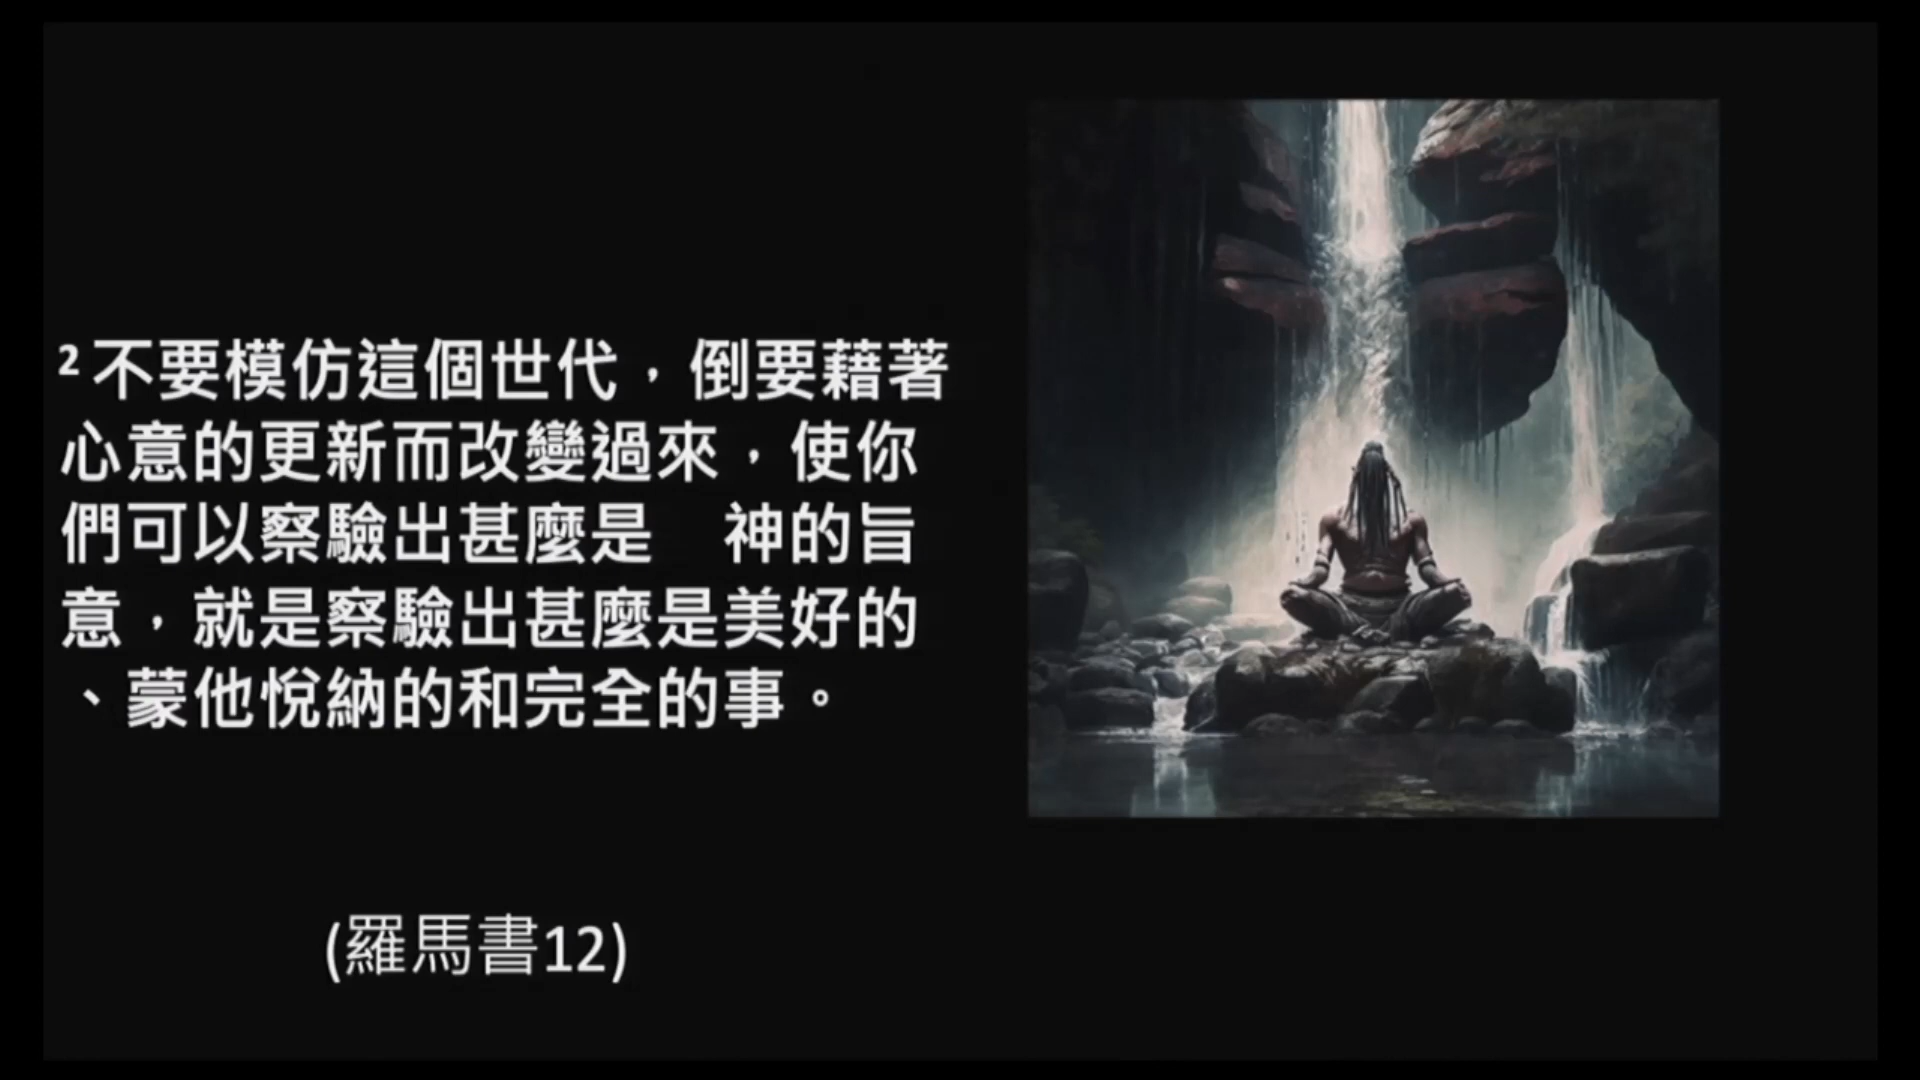 ² 不要模仿這個世代，倒要藉著
心意的更新而改變過來，使你
們可以察驗出甚麼是　神的旨
意，就是察驗出甚麼是美好的
、蒙他悅納的和完全的事。
(羅馬書12)